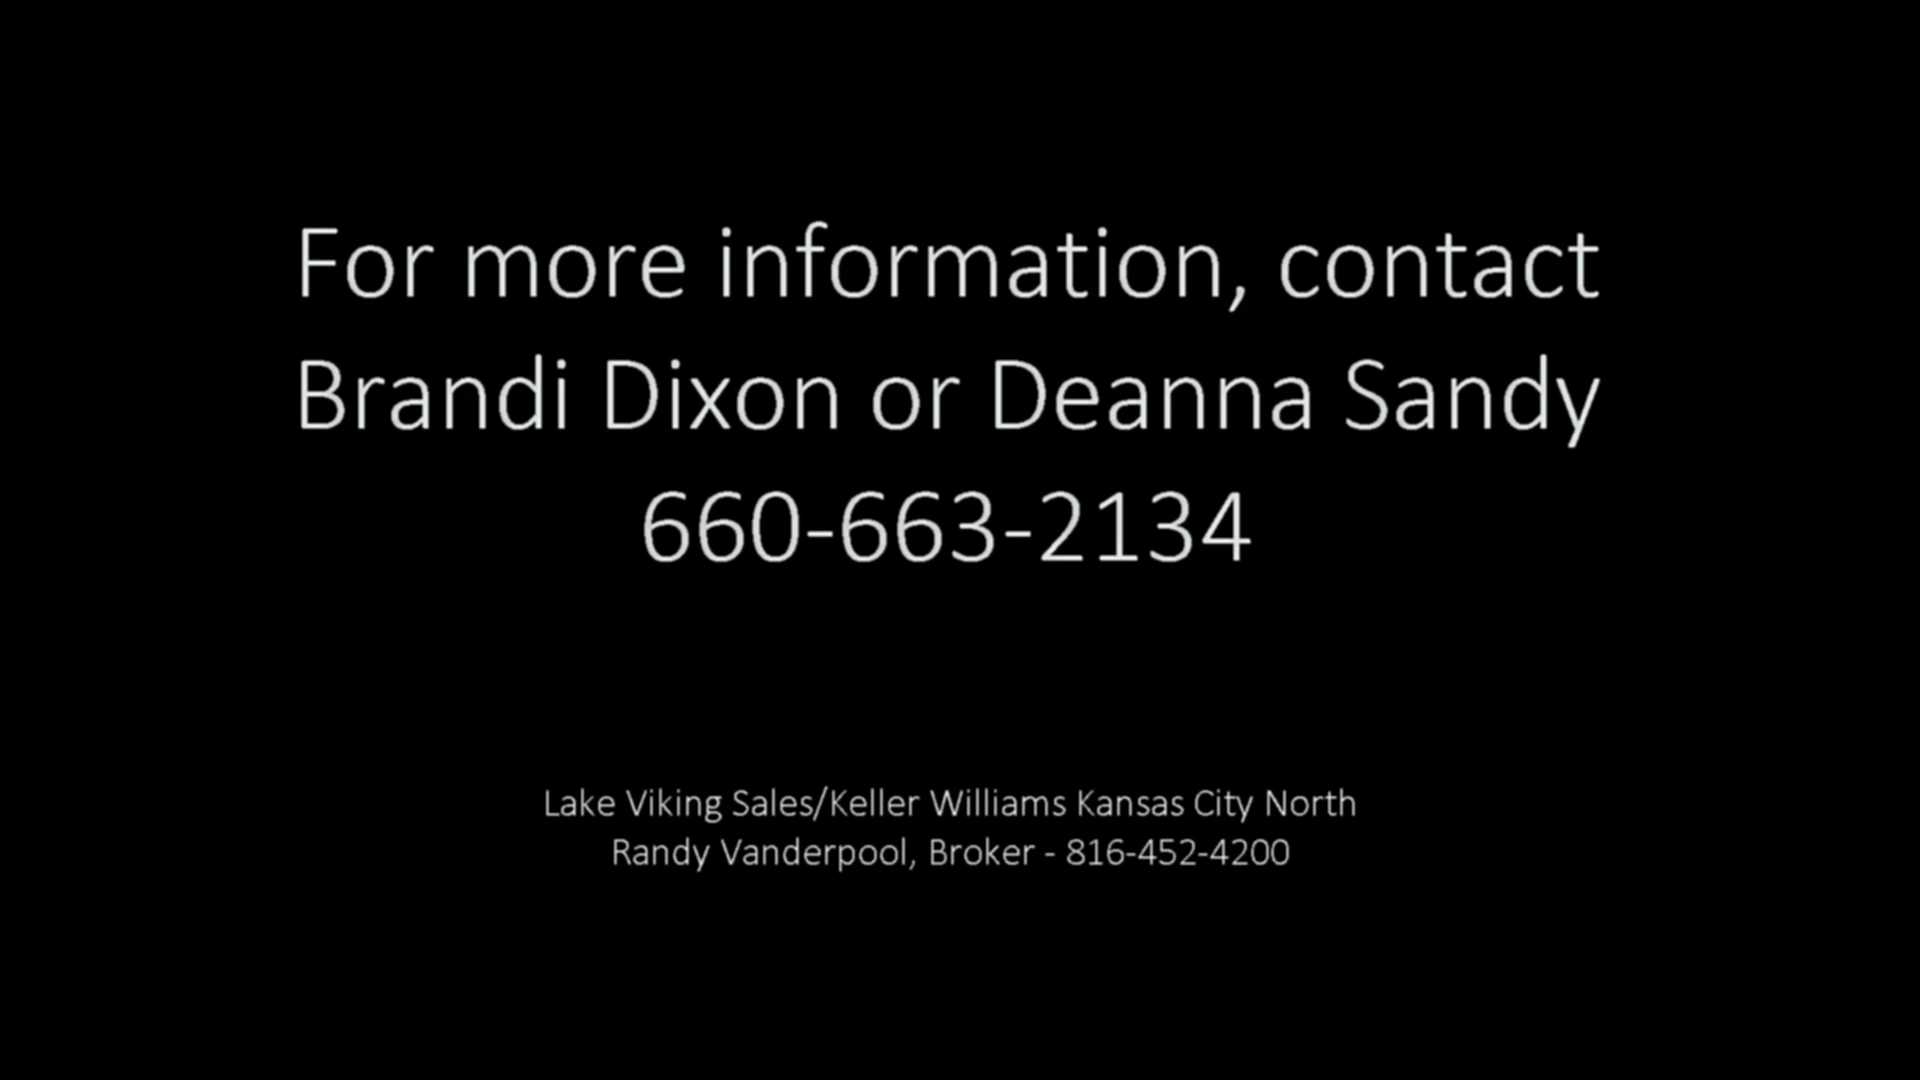 For more information, contact
Brandi Dixon or Deanna Sandy
660-663-2134
Lake Viking Sales/Keller Williams Kansas City North
Randy Vanderpool, Broker - 816-452-4200